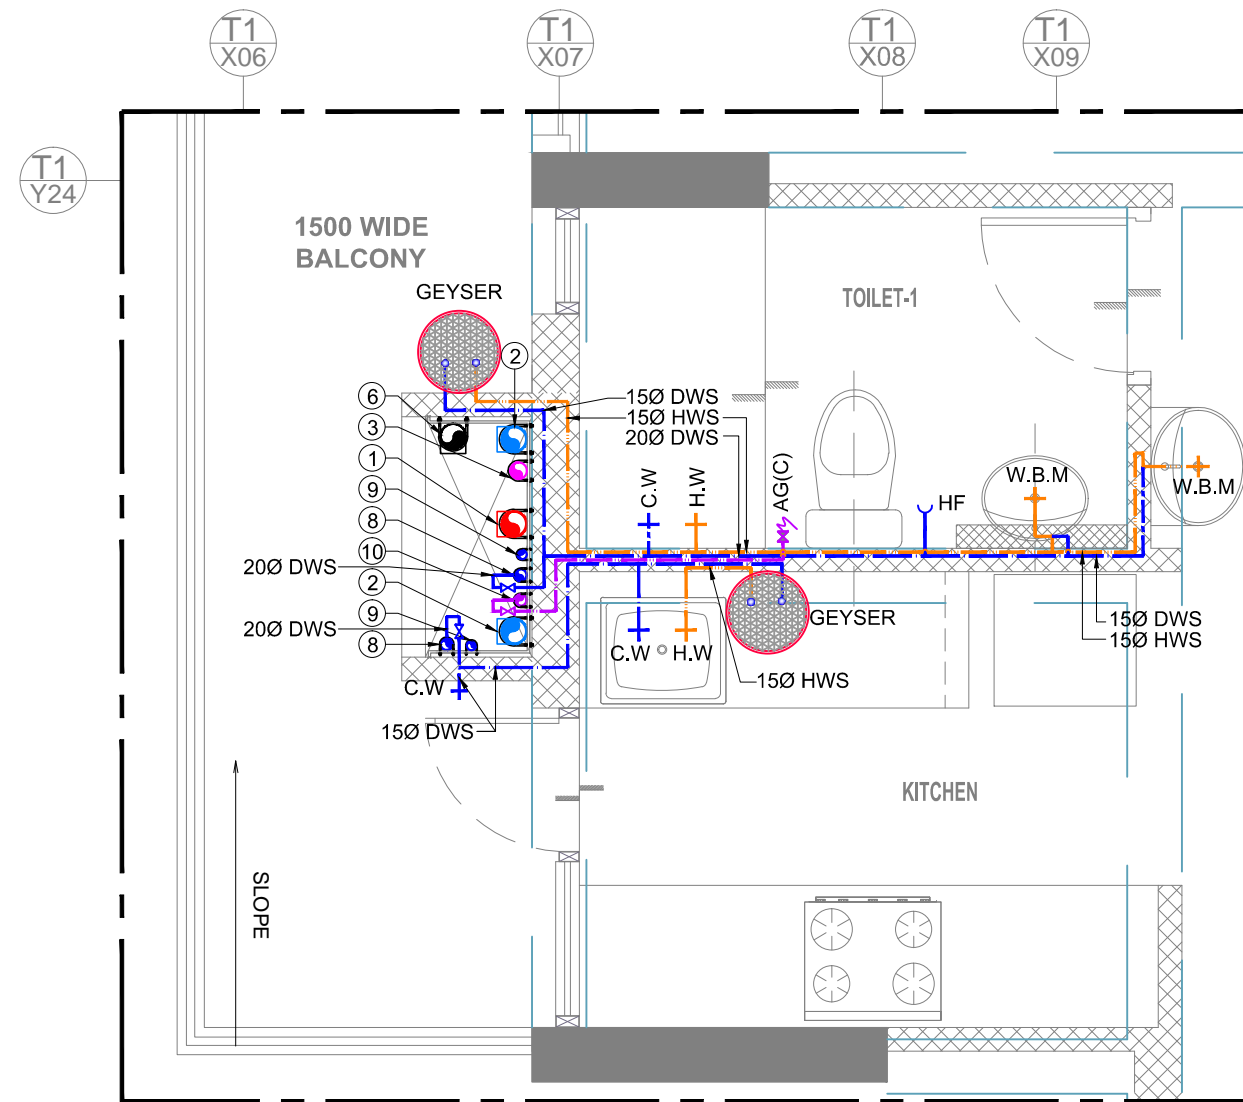 T1
X06
T1
X07
T1
X08
T1
X09
T1
Y24
1500 WIDE
BALCONY
GEYSER
TOILET-1
2
6
3
1
9
8
10
2
9
8
15Ø DWS
15Ø HWS
20Ø DWS
C.W
H.W
AG(C)
HF
W.B.M
W.B.M
20Ø DWS
20Ø DWS
C.W
15Ø DWS
C.W
H.W
GEYSER
15Ø HWS
15Ø DWS
15Ø HWS
KITCHEN
SLOPE